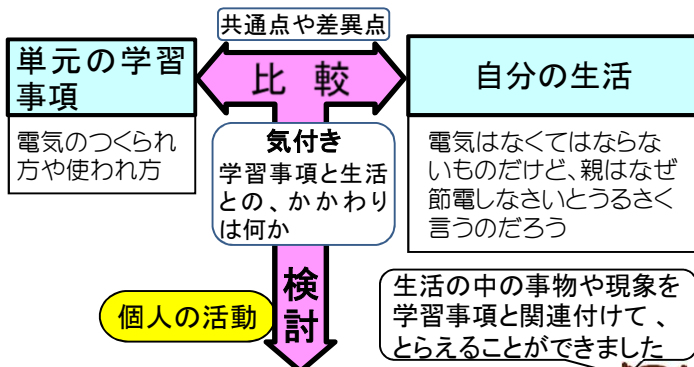 共通点や差異点
単元の学習
事項
比較
自分の生活
電気のつくられ
方や使われ方
気付き
学習事項と生活
との、かかわり
は何か
電気はなくてはならな
いものだけど、親はなぜ
節電しなさいとうるさく
言うのだろう
検
討
個人の活動
生活の中の事物や現象を
学習事項と関連付けて、
とらえることができました